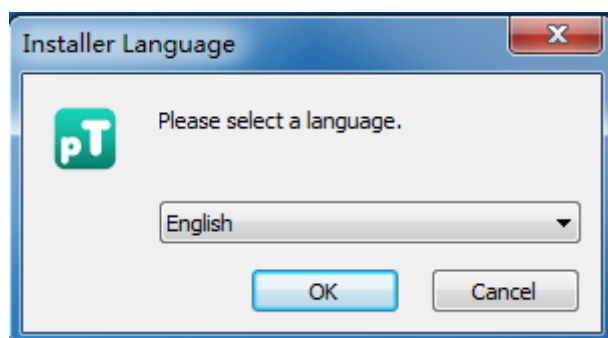 Installer Language
pT
Please select a language.
English
OK
Cancel